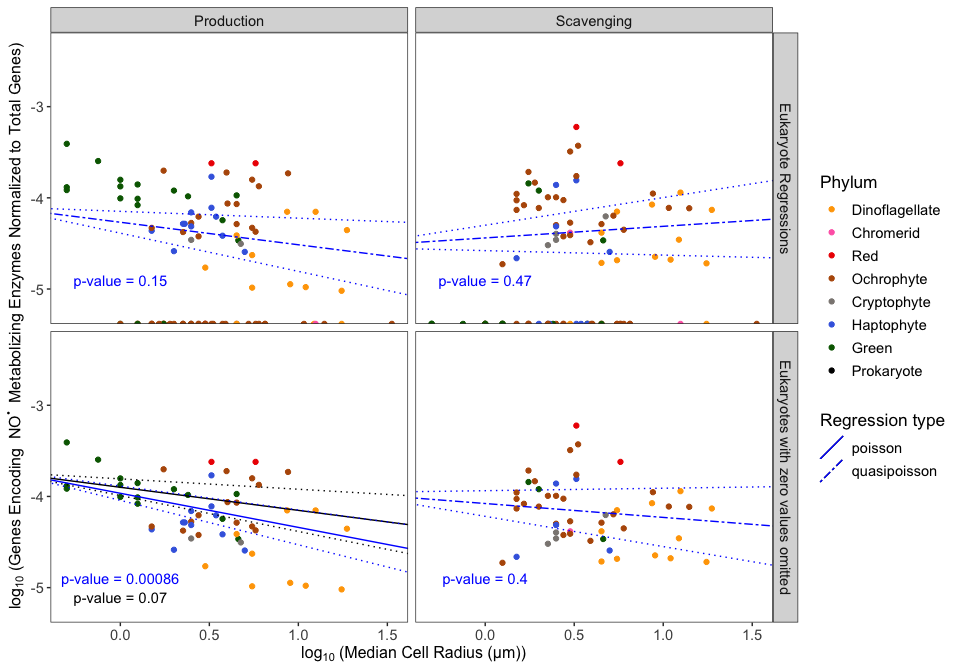 Production
Scavenging
log10 (Genes Encoding NO• Metabolizing Enzymes Normalized to Total Genes)
-3
-4
-5
p-value = 0.15
p-value = 0.47
Eukaryote Regressions
-3
-4
-5
p-value = 0.00086
p-value = 0.07
p-value = 0.4
Eukaryotes with zero values omitted
0.0 0.5 1.0 1.5
0.0 0.5 1.0 1.5
log10 (Median Cell Radius (μm))
Phylum
Dinoflagellate
Chromerid
Red
Ochrophyte
Cryptophyte
Haptophyte
Green
Prokaryote
Regression type
poisson
quasipoisson